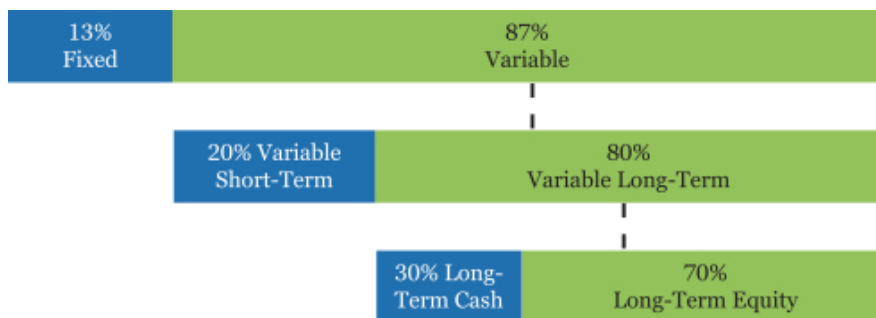 13%
Fixed
87%
Variable
20% Variable
Short-Term
80%
Variable Long-Term
30% Long-
Term Cash
70%
Long-Term Equity